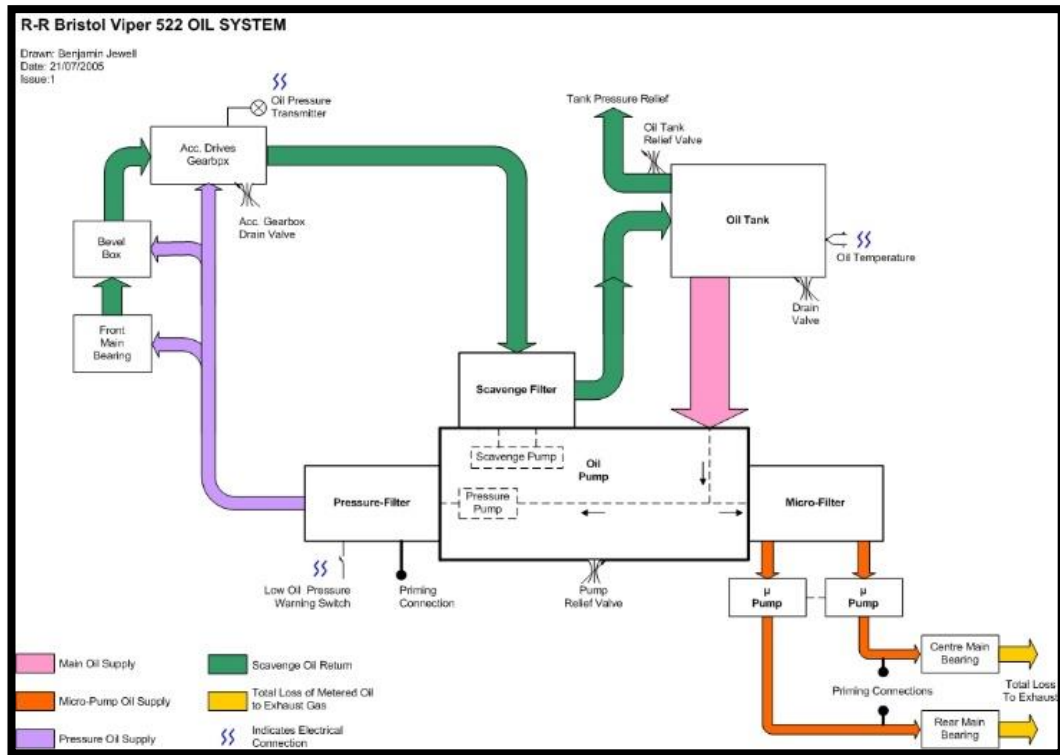 R-R Bristol Viper 522 OIL SYSTEM
Drawn: Benjamin Jewell
Date: 21/07/2005
Issue:1
Oil Pressure
Transmitter
Acc. Drives
Gearbpx
Acc. Gearbox
Drain Valve
Bevel
Box
Front
Main
Bearing
Tank Pressure Relief
Oil Tank
Relief Valve
Oil Tank
Oil Temperature
Drain
Valve
Scavenge Filter
Scavenge Pump
Oil
Pump
Pressure
Pump
Pressure-Filter
Micro-Filter
Low Oil Pressure
Warning Switch
Priming
Connection
Pump
Relief Valve
µ
Pump
µ
Pump
Centre Main
Bearing
Priming Connections
Total Loss
To Exhaust
Rear Main
Bearing
Main Oil Supply
Scavenge Oil Return
Micro-Pump Oil Supply
Total Loss of Metered Oil
to Exhaust Gas
Pressure Oil Supply
Indicates Electrical
Connection